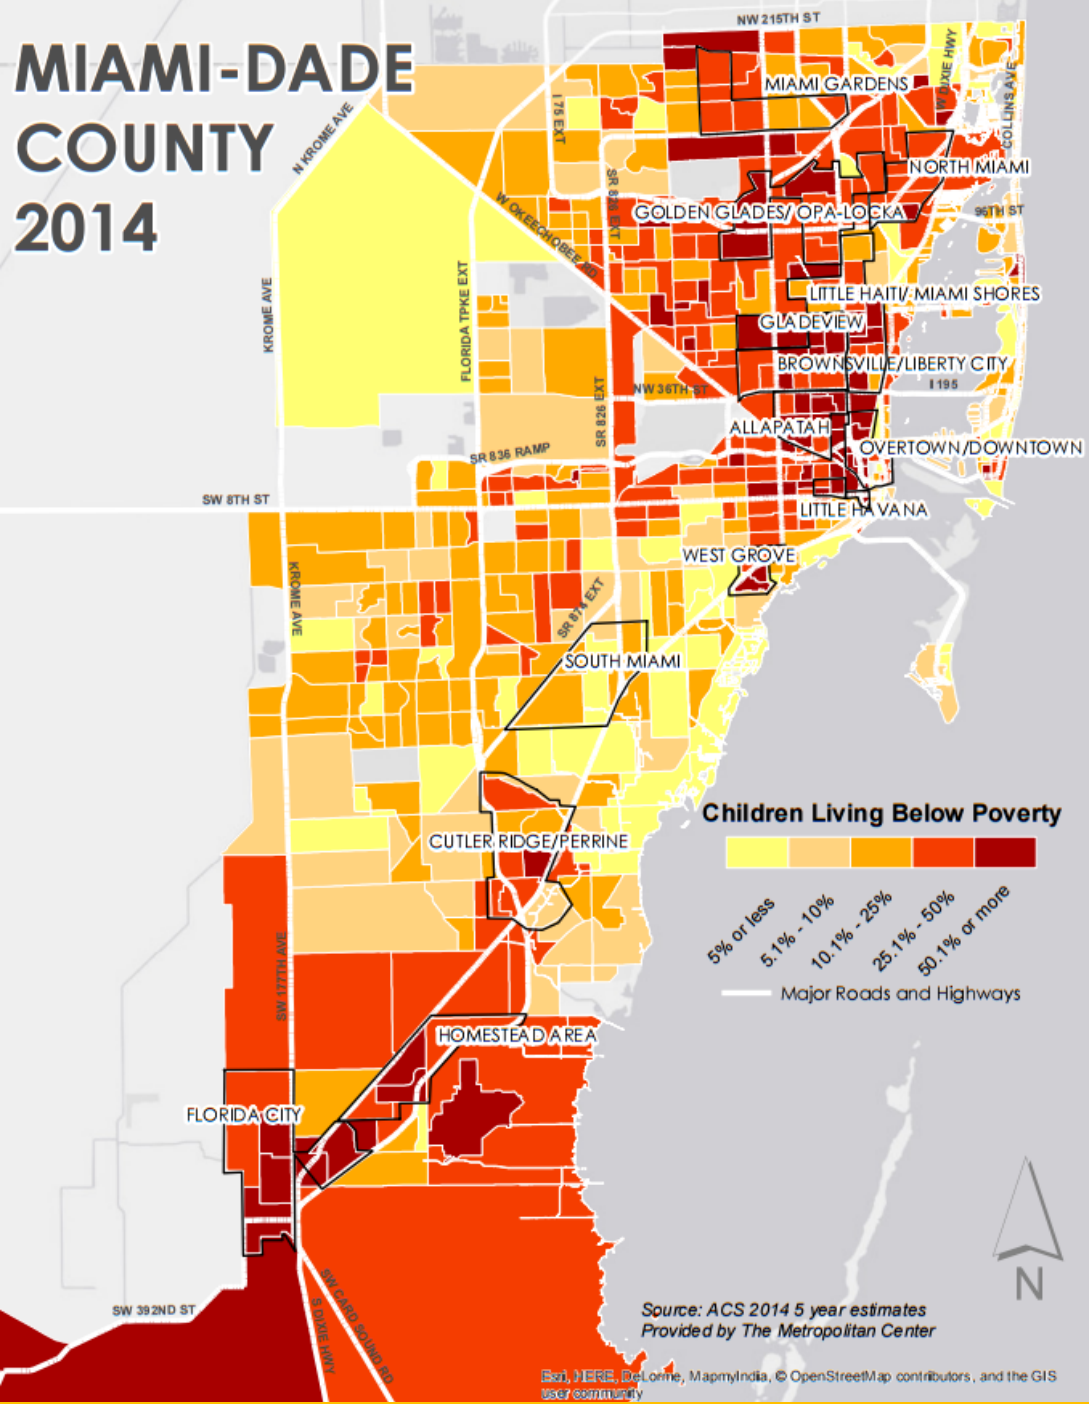 MIAMI-DADE
COUNTY
2014
NW 215TH ST
W DIXIE HWY
COLLINS AVE
MIAMI GARDENS
I 75 EXT
N KROME AVE
NORTH MIAMI
SR 826 EXT
W OKEECHOBEE RD
GOLDEN GLADES/ OPA-LOCKA
96TH ST
KROME AVE
FLORIDA TPKE EXT
LITTLE HAITI/ MIAMI SHORES
GLADEVIEW
BROWNSVILLE/LIBERTY CITY
NW 36TH ST
I 195
SR 826 EXT
ALLAPATAH
OVERTOWN/DOWNTOWN
SR 836 RAMP
SW 8TH ST
LITTLE HAVANA
WEST GROVE
KROME AVE
SR 874 EXT
SOUTH MIAMI
Children Living Below Poverty
5% or less
5.1% - 10%
10.1% - 25%
25.1% - 50%
50.1% or more
Major Roads and Highways
CUTLER RIDGE/PERRINE
SW 177TH AVE
HOMESTEAD AREA
FLORIDA CITY
SW 392ND ST
S DIXIE HWY
SW CARD SOUND RD
N
Source: ACS 2014 5 year estimates
Provided by The Metropolitan Center
Esri, HERE, DeLorme, MapmyIndia, © OpenStreetMap contributors, and the GIS
user community